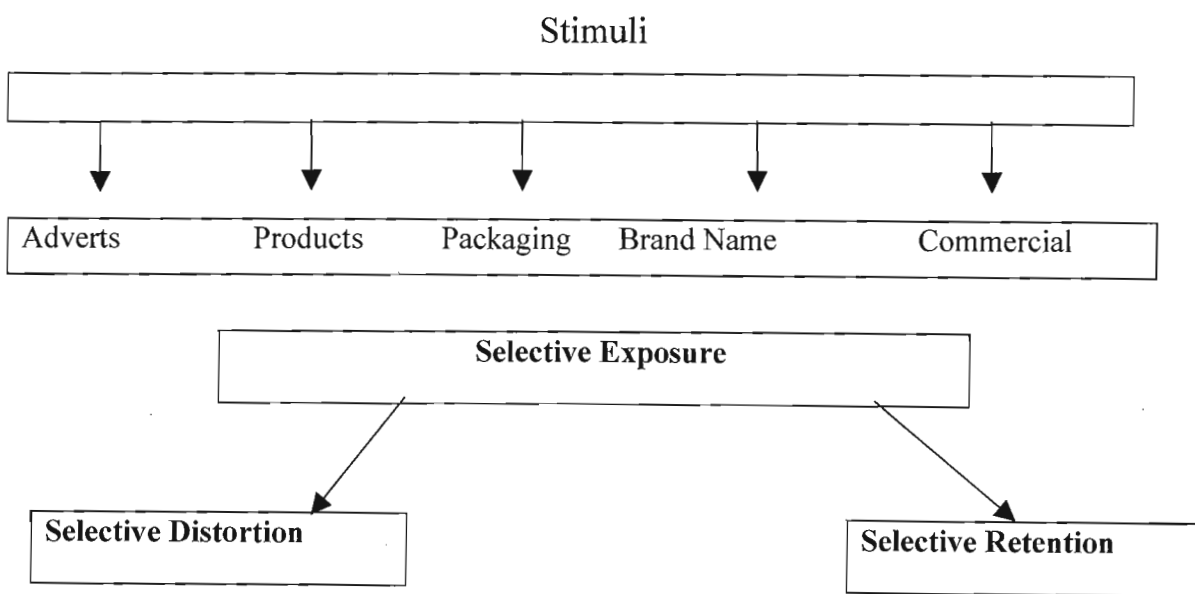 Stimuli
Adverts Products Packaging Brand Name Commercial
Selective Exposure
Selective Distortion
Selective Retention